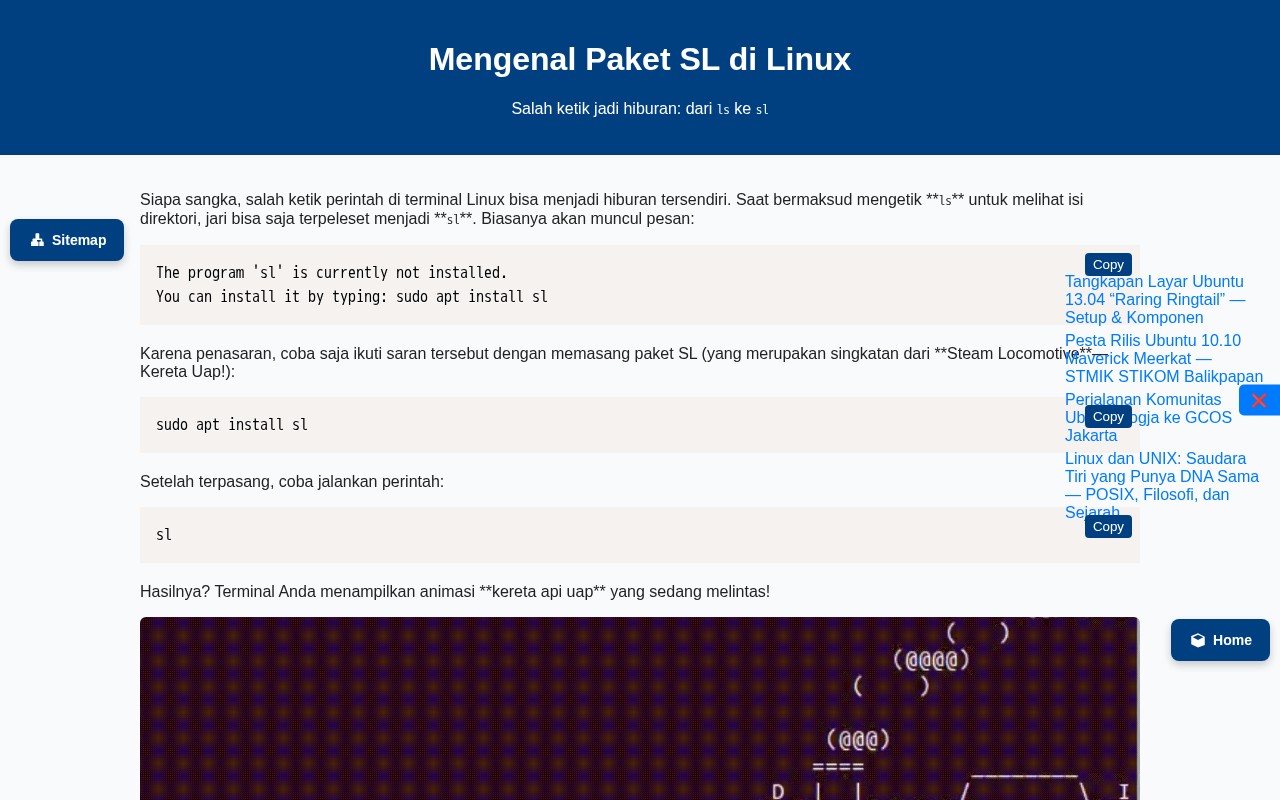 Mengenal Paket SL di Linux
Salah ketik jadi hiburan: dari ls ke sl
Siapa sangka, salah ketik perintah di terminal Linux bisa menjadi hiburan tersendiri. Saat bermaksud mengetik **ls** untuk melihat isi
direktori, jari bisa saja terpeleset menjadi **sl**. Biasanya akan muncul pesan:
Sitemap
The program 'sl' is currently not installed.
You can install it by typing: sudo apt install sl
Copy
Karena penasaran, coba saja ikuti saran tersebut dengan memasang paket SL (yang merupakan singkatan dari **Steam Locomotive**—
Kereta Uap!):
sudo apt install sl
Copy
Setelah terpasang, coba jalankan perintah:
sl
Copy
Hasilnya? Terminal Anda menampilkan animasi **kereta api uap** yang sedang melintas!
Tangkapan Layar Ubuntu
13.04 “Raring Ringtail” —
Setup & Komponen
Pesta Rilis Ubuntu 10.10
Maverick Meerkat —
STMIK STIKOM Balikpapan
Perjalanan Komunitas
ogja ke GCOS
Jakarta
Linux dan UNIX: Saudara
Tiri yang Punya DNA Sama
— POSIX, Filosofi, dan
Sejarah
Home
(   )
(@@@@)
(    )
(@@@)
====        ________
D  |  |       /        \  I